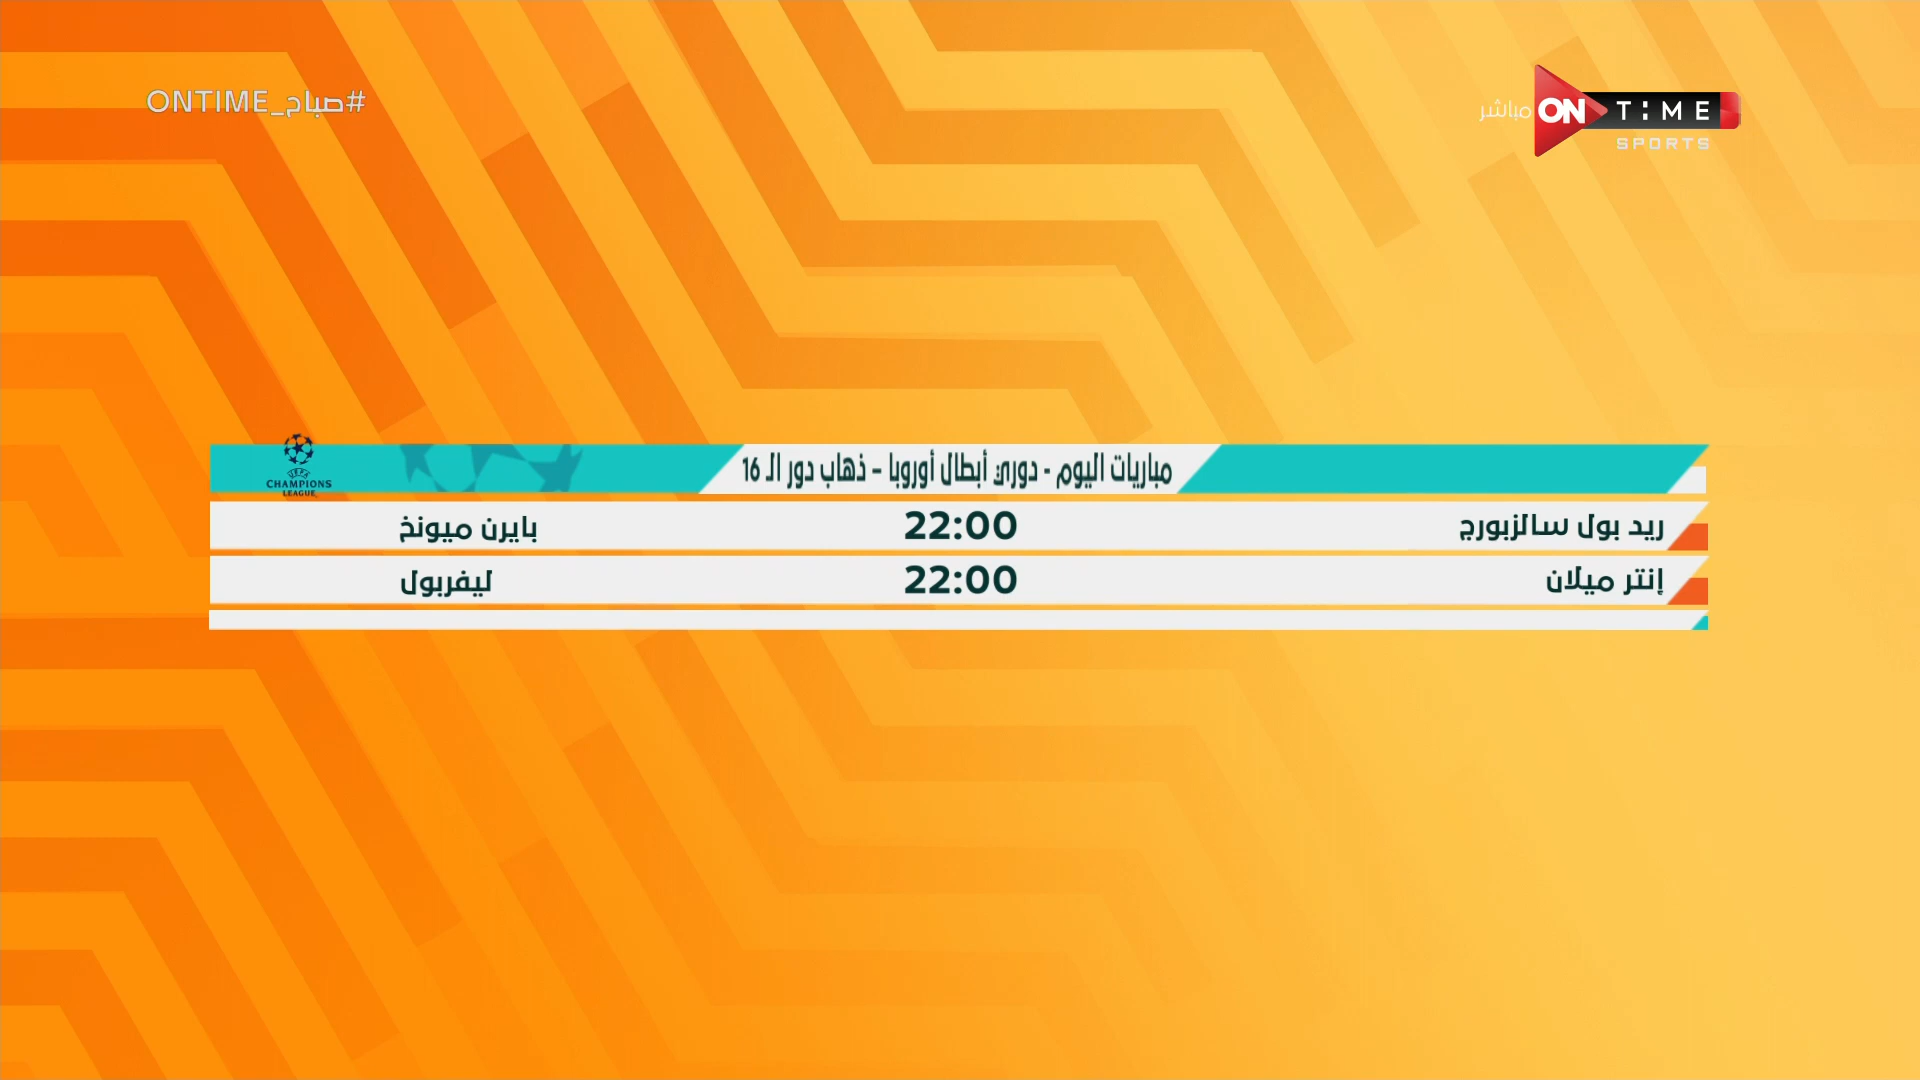 #صباح_ONTIME
مباشر ON TIME
SPORTS
مباريات اليوم - دوري أبطال أوروبا – ذهاب دور الـ 16
UEFA
CHAMPIONS
LEAGUE
ريد بول سالزبورج 22:00 بايرن ميونخ
إنتر ميلان 22:00 ليفربول